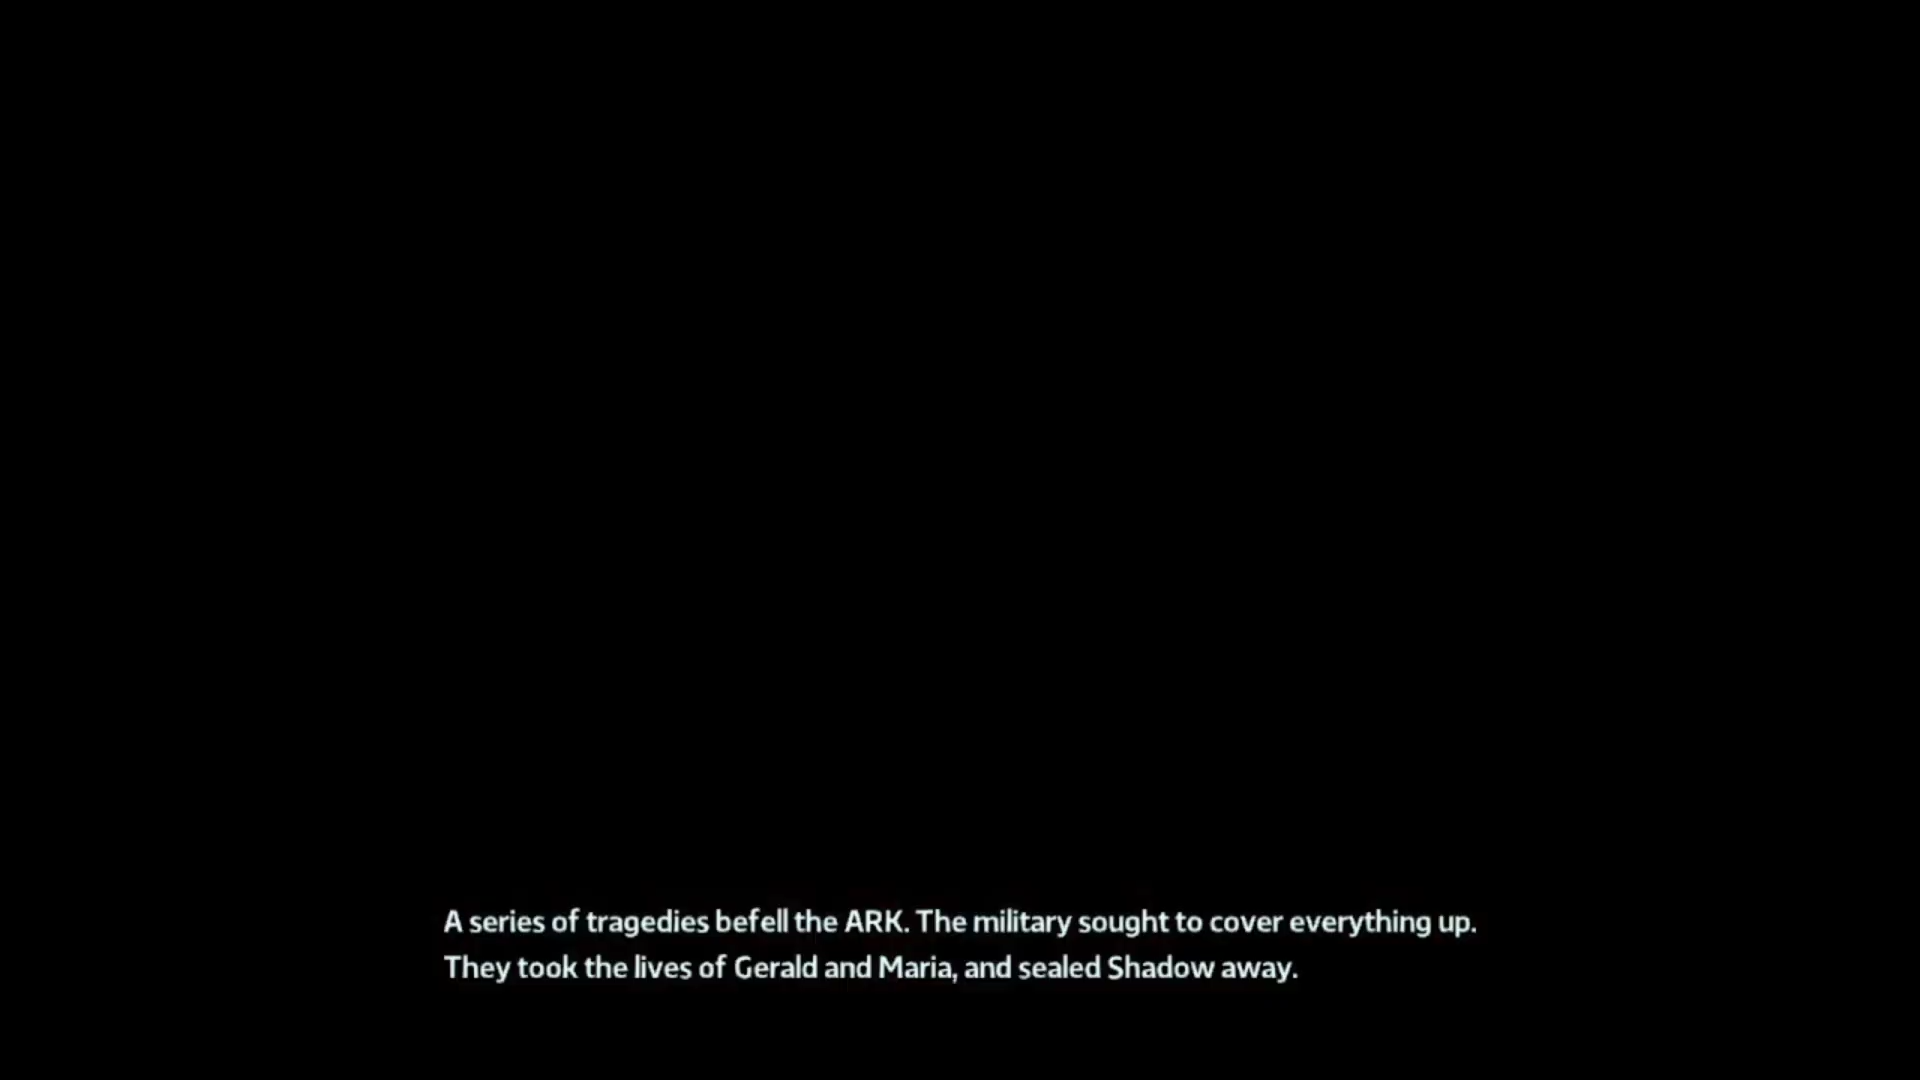 A series of tragedies befell the ARK. The military sought to cover everything up.
They took the lives of Gerald and Maria, and sealed Shadow away.